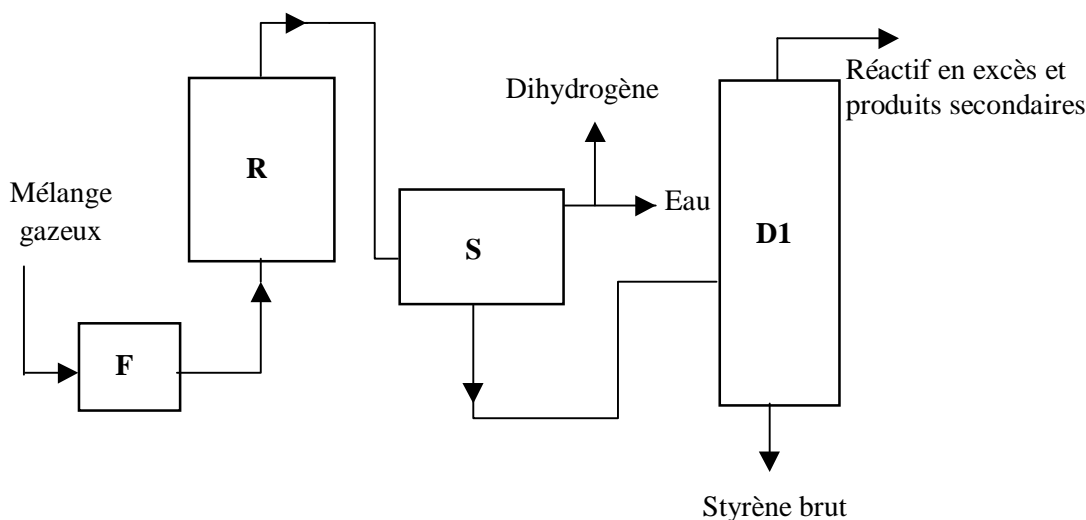 Mélange
gazeux
F
R
S
Dihydrogène
Eau
D1
Réactif en excès et
produits secondaires
Styrène brut